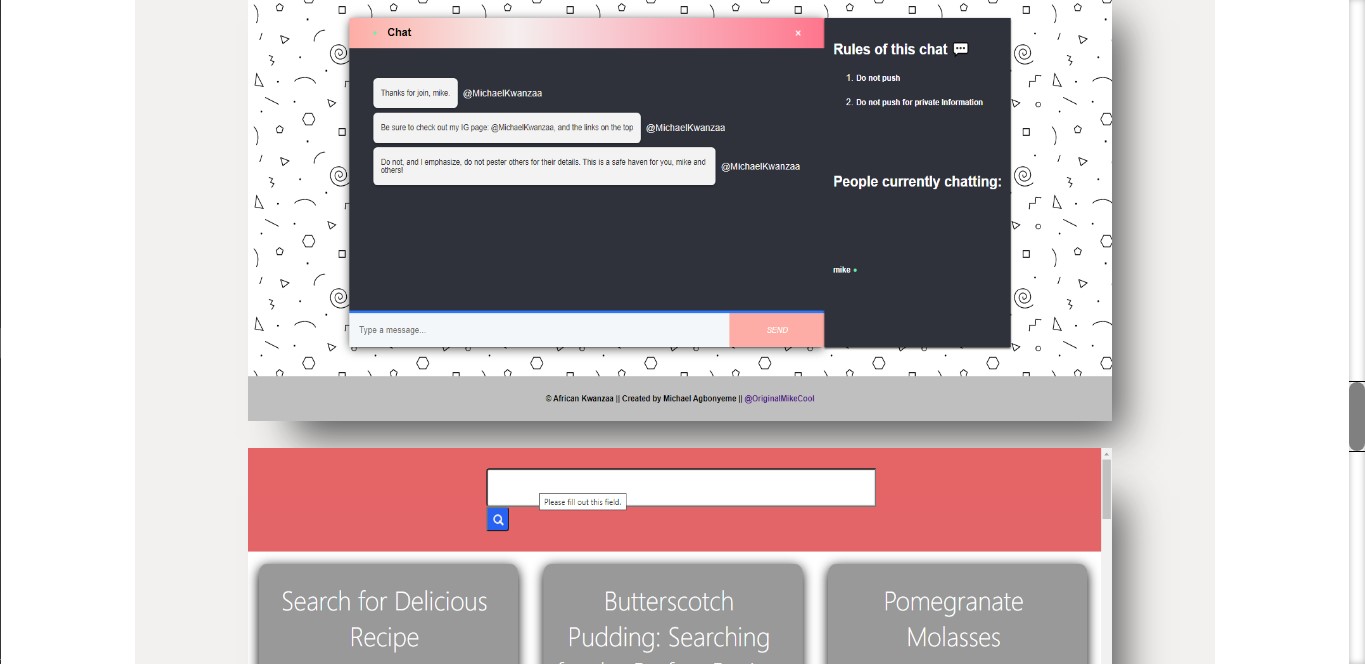 Chat
×
Thanks for join, mike.
@MichaelKwanzaa
Be sure to check out my IG page: @MichaelKwanzaa, and the links on the top
@MichaelKwanzaa
Do not, and I emphasize, do not pester others for their details. This is a safe haven for you, mike and
others!
@MichaelKwanzaa
Type a message...
SEND
Rules of this chat 💬
1. Do not push
2. Do not push for private Information
People currently chatting:
mike
© African Kwanzaa || Created by Michael Agbonyeme || @OriginalMikeCool
Please fill out this field.
Search for Delicious
Recipe
Butterscotch
Pudding: Searching
Pomegranate
Molasses